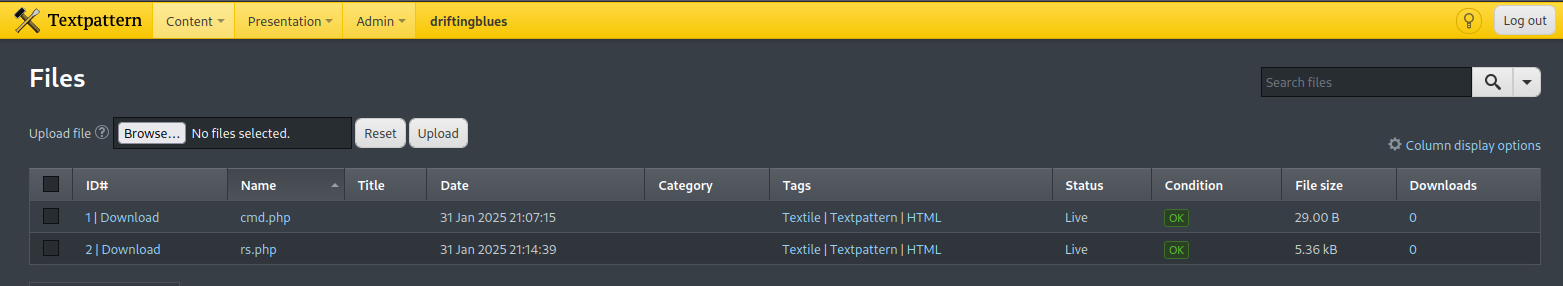 Textpattern Content Presentation Admin driftingblues Log out
Files
Search files
Upload file ? Browse... No files selected. Reset Upload
Column display options
ID# Name Title Date Category Tags Status Condition File size Downloads
1 | Download cmd.php 31 Jan 2025 21:07:15 Textile | Textpattern | HTML Live OK 29.00 B 0
2 | Download rs.php 31 Jan 2025 21:14:39 Textile | Textpattern | HTML Live OK 5.36 kB 0